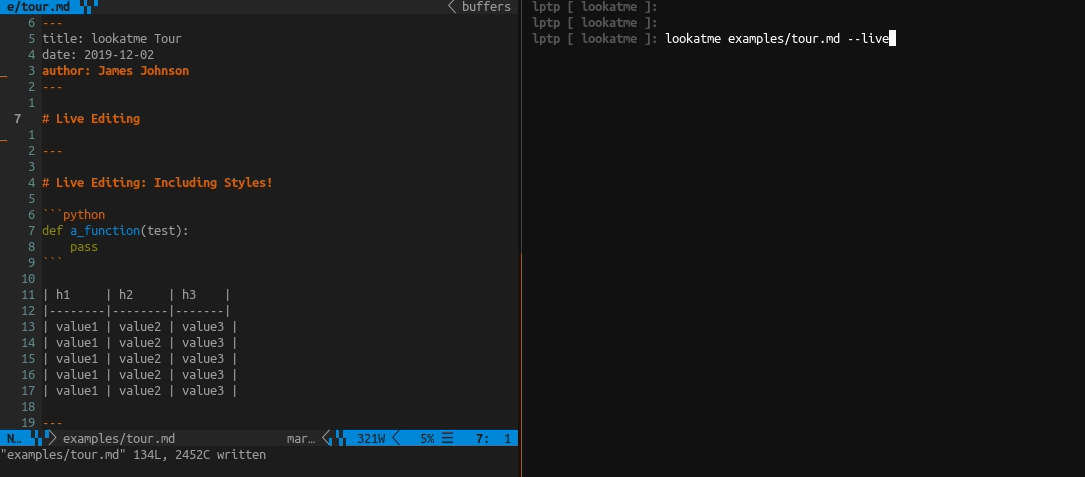 e/tour.md buffers
6 ---
5 title: lookatme Tour
4 date: 2019-12-02
3 author: James Johnson
2 ---
1
7 # Live Editing
1
2 ---
3
4 # Live Editing: Including Styles!
5
6 ```python
7 def a_function(test):
8     pass
9 ```
10
11 | h1     | h2     | h3    |
12 |--------|--------|-------|
13 | value1 | value2 | value3 |
14 | value1 | value2 | value3 |
15 | value1 | value2 | value3 |
16 | value1 | value2 | value3 |
17 | value1 | value2 | value3 |
18
19 ---
N… examples/tour.md mar… 321W 5% ☰ 7: 1
"examples/tour.md" 134L, 2452C written
lptp [ lookatme ]:
lptp [ lookatme ]:
lptp [ lookatme ]: lookatme examples/tour.md --live